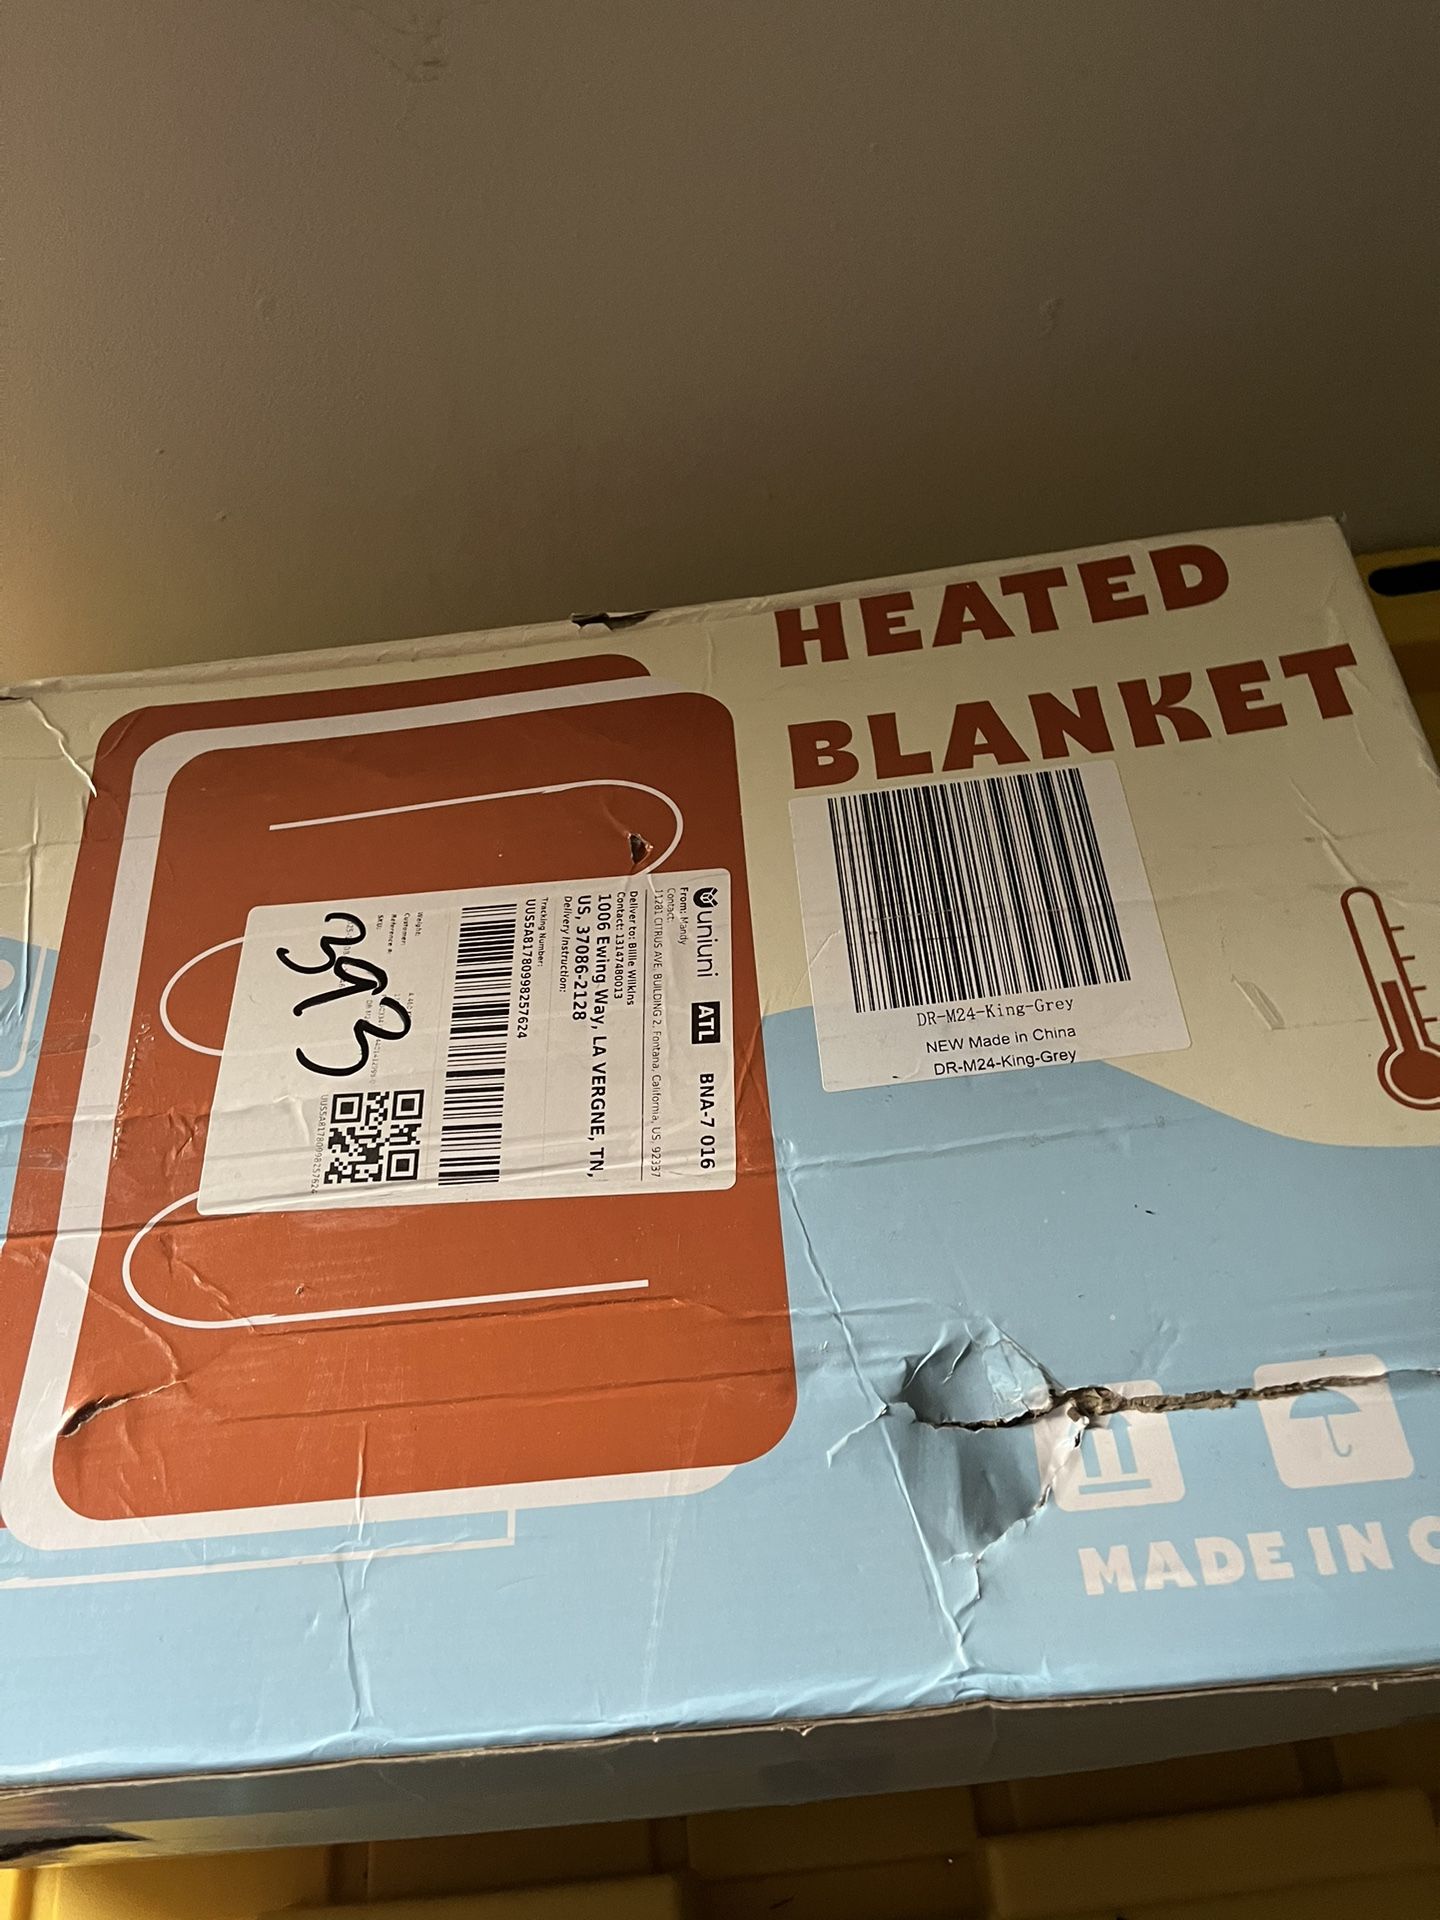 HEATED
BLANKET
DR-M24-King-Grey
NEW Made in China
DR-M24-King-Grey
uniuni ATL BNA-7 016
From: Mandy
Contact:
11281 CITRUS AVE. BUILDING 2, Fontana, California, US, 92337
Deliver to: Billie Wilkins
Contact: 13147480013
1006 Ewing Way, LA VERGNE, TN,
US, 37086-2128
Delivery Instruction:
Tracking Number:
UUS5A81780998257624
Weight:
Customer:
Reference #:
SKU:
393
UUS5A81780998257624
MADE IN C